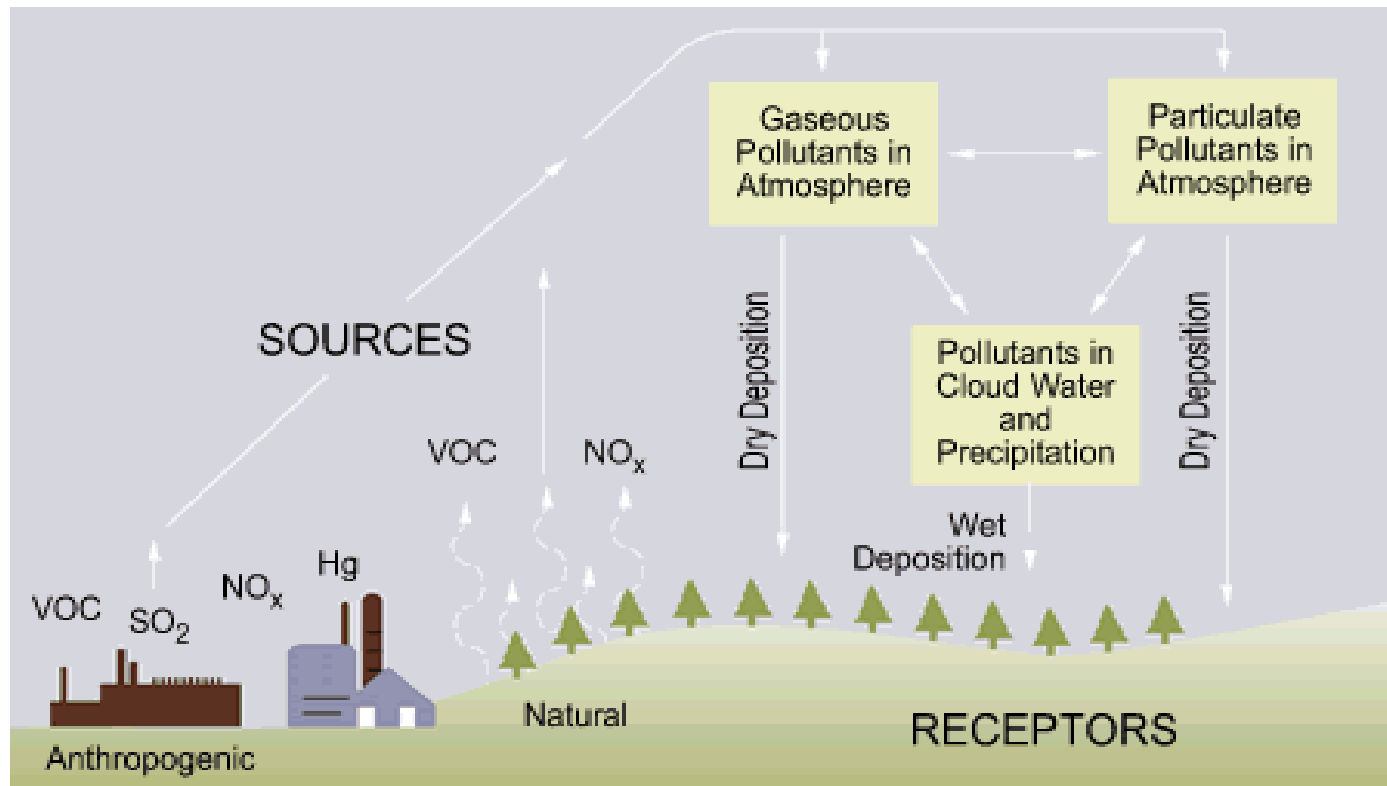 Gaseous
Pollutants in
Atmosphere
Particulate
Pollutants in
Atmosphere
SOURCES
Dry Deposition
Pollutants in
Cloud Water
and
Precipitation
Dry Deposition
VOC
NOx
Wet
Deposition
VOC
SO2
NOx
Hg
Natural
RECEPTORS
Anthropogenic